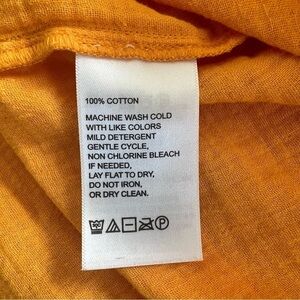 100% COTTON
MACHINE WASH COLD
WITH LIKE COLORS
MILD DETERGENT
GENTLE CYCLE,
NON CHLORINE BLEACH
IF NEEDED,
LAY FLAT TO DRY,
DO NOT IRON,
OR DRY CLEAN.